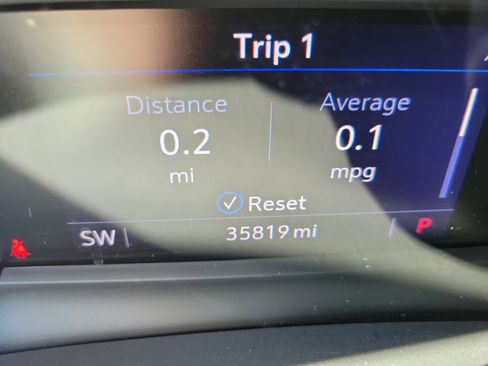 Trip 1
Distance Average
0.2 0.1
mi mpg
Reset
SW 35819 mi P